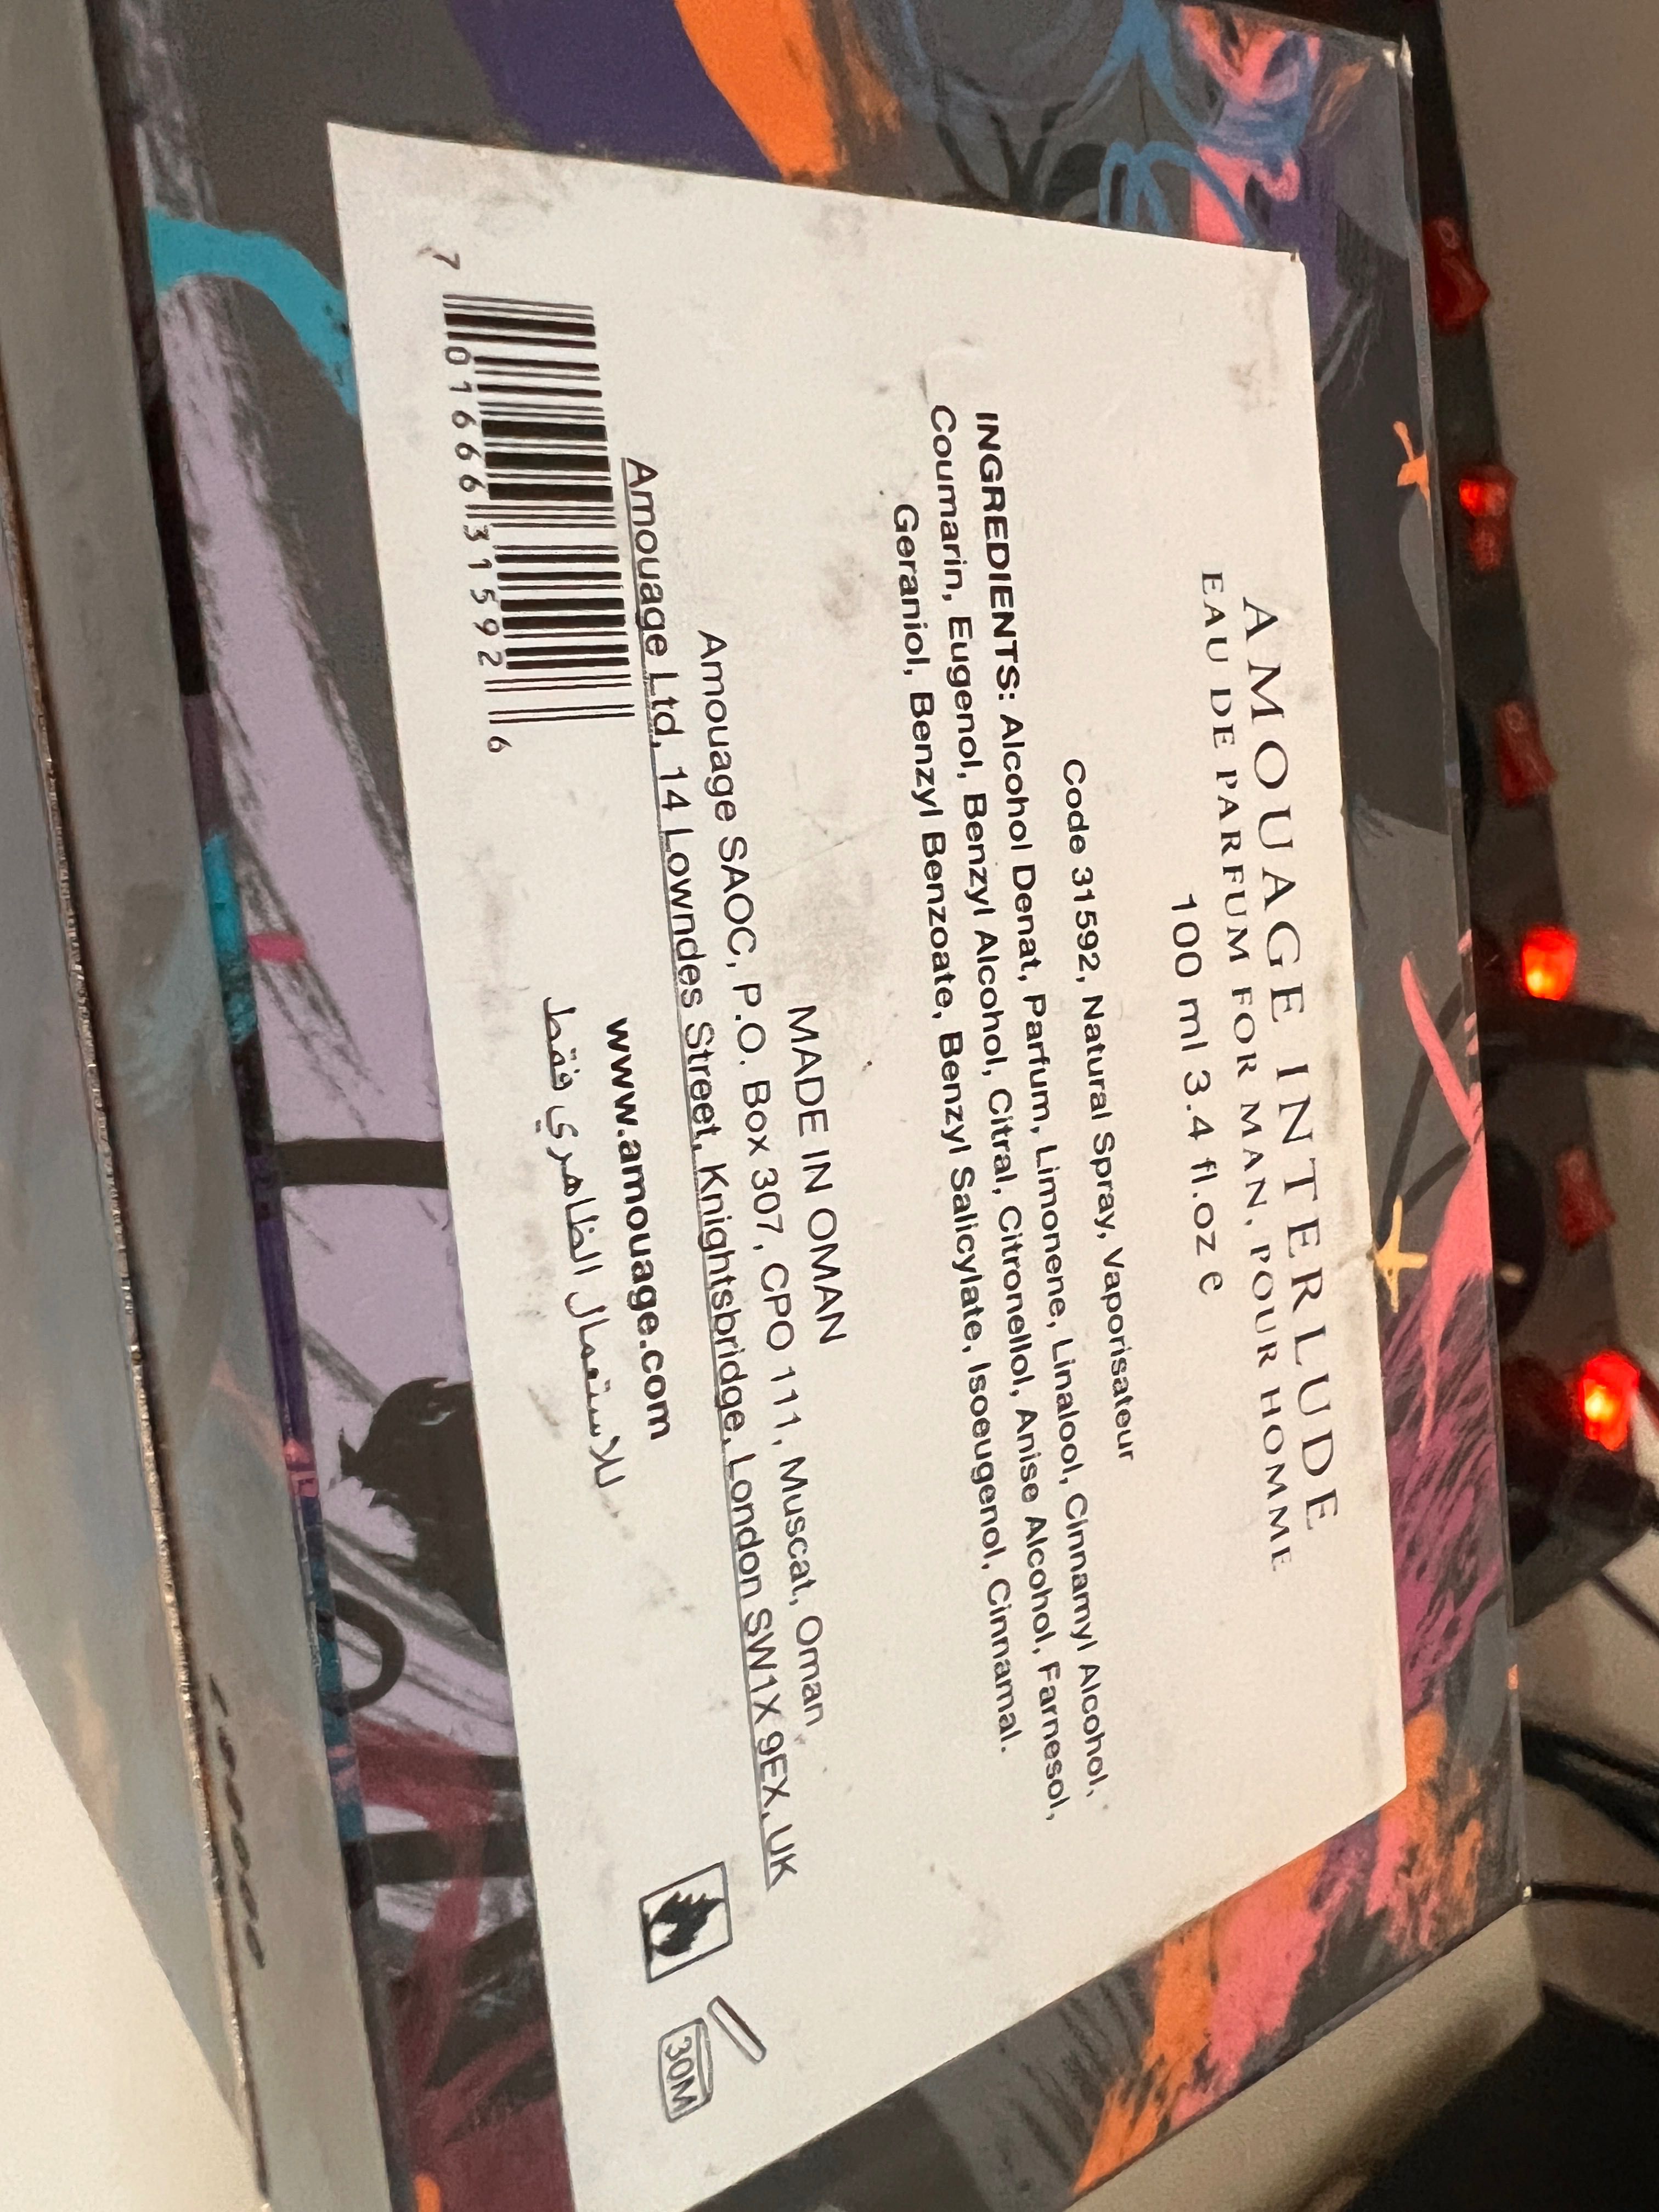 AMOUAGE INTERLUDE
EAU DE PARFUM FOR MAN, POUR HOMME
100 ml 3.4 fl.oz e
Code 31592, Natural Spray, Vaporisateur
INGREDIENTS: Alcohol Denat, Parfum, Limonene, Linalool, Cinnamyl Alcohol,
Coumarin, Eugenol, Benzyl Alcohol, Citral, Citronellol, Anise Alcohol, Farnesol,
Geraniol, Benzyl Benzoate, Benzyl Salicylate, Isoeugenol, Cinnamal.
MADE IN OMAN
Amouage SAOC, P.O. Box 307, CPO 111, Muscat, Oman
Amouage Ltd, 14 Lowndes Street, Knightsbridge, London SW1X 9EX, UK
www.amouage.com
للاستعمال الظاهري فقط
7 016663 15926
30M